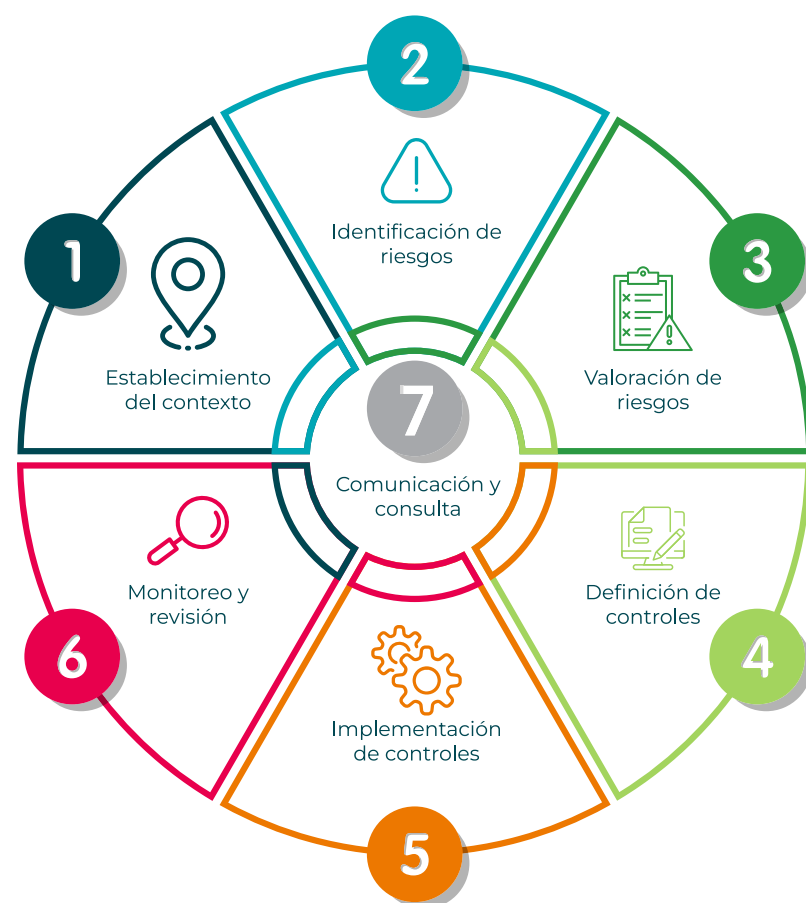 1
Establecimiento
del contexto
2
Identificación de
riesgos
3
Valoración de
riesgos
4
Definición de
controles
5
Implementación
de controles
6
Monitoreo y
revisión
7
Comunicación y
consulta